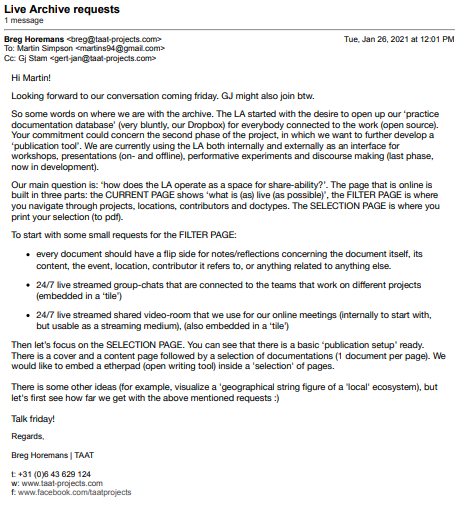 Live Archive requests
1 message
Breg Horemans <breg@taat-projects.com> Tue, Jan 26, 2021 at 12:01 PM
To: Martin Simpson <martins94@gmail.com>
Cc: Gj Stam <gert-jan@taat-projects.com>
Hi Martin!
Looking forward to our conversation coming friday. GJ might also join btw.
So some words on where we are with the archive. The LA started with the desire to open up our 'practice
documentation database' (very bluntly, our Dropbox) for everybody connected to the work (open source).
Your commitment could concern the second phase of the project, in which we want to further develop a
'publication tool'. We are currently using the LA both internally and externally as an interface for
workshops, presentations (on- and offline), performative experiments and discourse making (last phase,
now in development).
Our main question is: 'how does the LA operate as a space for share-ability?'. The page that is online is
built in three parts: the CURRENT PAGE shows 'what is (as) live (as possible)', the FILTER PAGE is where
you navigate through projects, locations, contributors and doctypes. The SELECTION PAGE is where you
print your selection (to pdf).
To start with some small requests for the FILTER PAGE:
• every document should have a flip side for notes/reflections concerning the document itself, its
content, the event, location, contributor it refers to, or anything related to anything else.
• 24/7 live streamed group-chats that are connected to the teams that work on different projects
(embedded in a 'tile')
• 24/7 live streamed shared video-room that we use for our online meetings (internally to start with,
but usable as a streaming medium), (also embedded a 'tile')
Then let's focus on the SELECTION PAGE. You can see that there is a basic 'publication setup' ready.
There is a cover and a content page followed by a selection of documentations (1 document per page). We
would like to embed a etherpad (open writing tool) inside a 'selection' of pages.
There is some other ideas (for example, visualize a 'geographical string figure of a 'local' ecosystem), but
let's first see how far we get with the above mentioned requests :)
Talk friday!
Regards,
Breg Horemans | TAAT
t: +31 (0)6 43 629 124
w: www.taat-projects.com
f: www.facebook.com/taatprojects